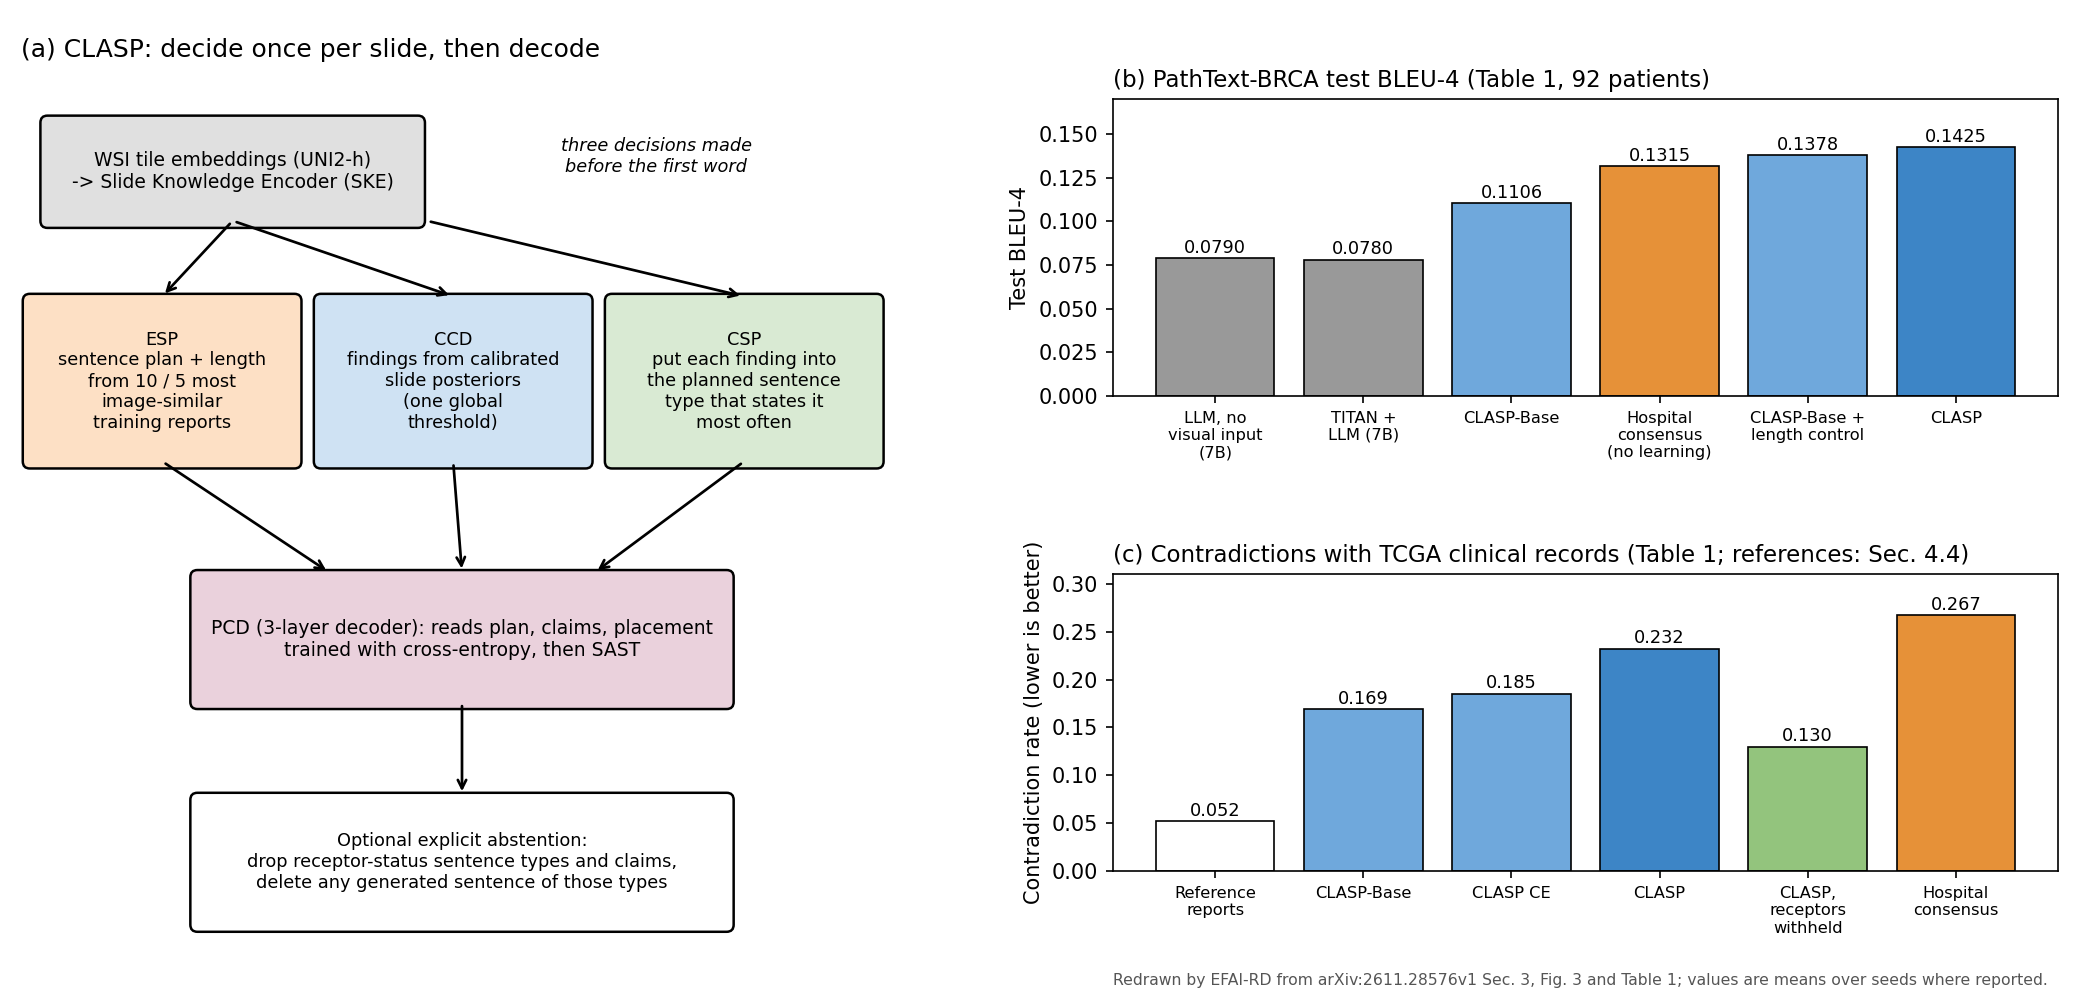 (a) CLASP: decide once per slide, then decode
WSI tile embeddings (UNI2-h)
-> Slide Knowledge Encoder (SKE)
three decisions made
before the first word
ESP
sentence plan + length
from 10 / 5 most
image-similar
training reports
CCD
findings from calibrated
slide posteriors
(one global
threshold)
CSP
put each finding into
the planned sentence
type that states it
most often
PCD (3-layer decoder): reads plan, claims, placement
trained with cross-entropy, then SAST
Optional explicit abstention:
drop receptor-status sentence types and claims,
delete any generated sentence of those types
(b) PathText-BRCA test BLEU-4 (Table 1, 92 patients)
Test BLEU-4
0.150
0.125
0.100
0.075
0.050
0.025
0.000
0.0790
0.0780
0.1106
0.1315
0.1378
0.1425
LLM, no
visual input
(7B)
TITAN +
LLM (7B)
CLASP-Base
Hospital
consensus
(no learning)
CLASP-Base +
length control
CLASP
(c) Contradictions with TCGA clinical records (Table 1; references: Sec. 4.4)
Contradiction rate (lower is better)
0.30
0.25
0.20
0.15
0.10
0.05
0.00
0.052
0.169
0.185
0.232
0.130
0.267
Reference
reports
CLASP-Base
CLASP CE
CLASP
CLASP,
receptors
withheld
Hospital
consensus
Redrawn by EFAI-RD from arXiv:2611.28576v1 Sec. 3, Fig. 3 and Table 1; values are means over seeds where reported.